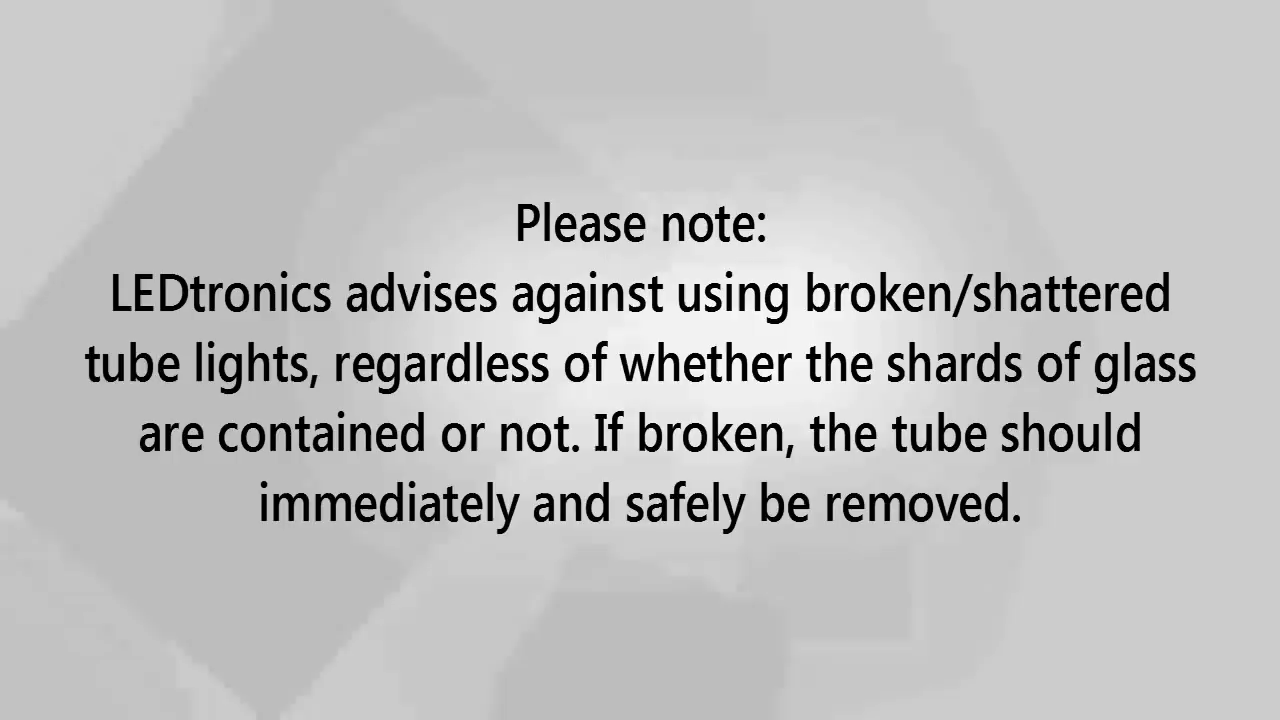 Please note:
LEDtronics advises against using broken/shattered
tube lights, regardless of whether the shards of glass
are contained or not. If broken, the tube should
immediately and safely be removed.